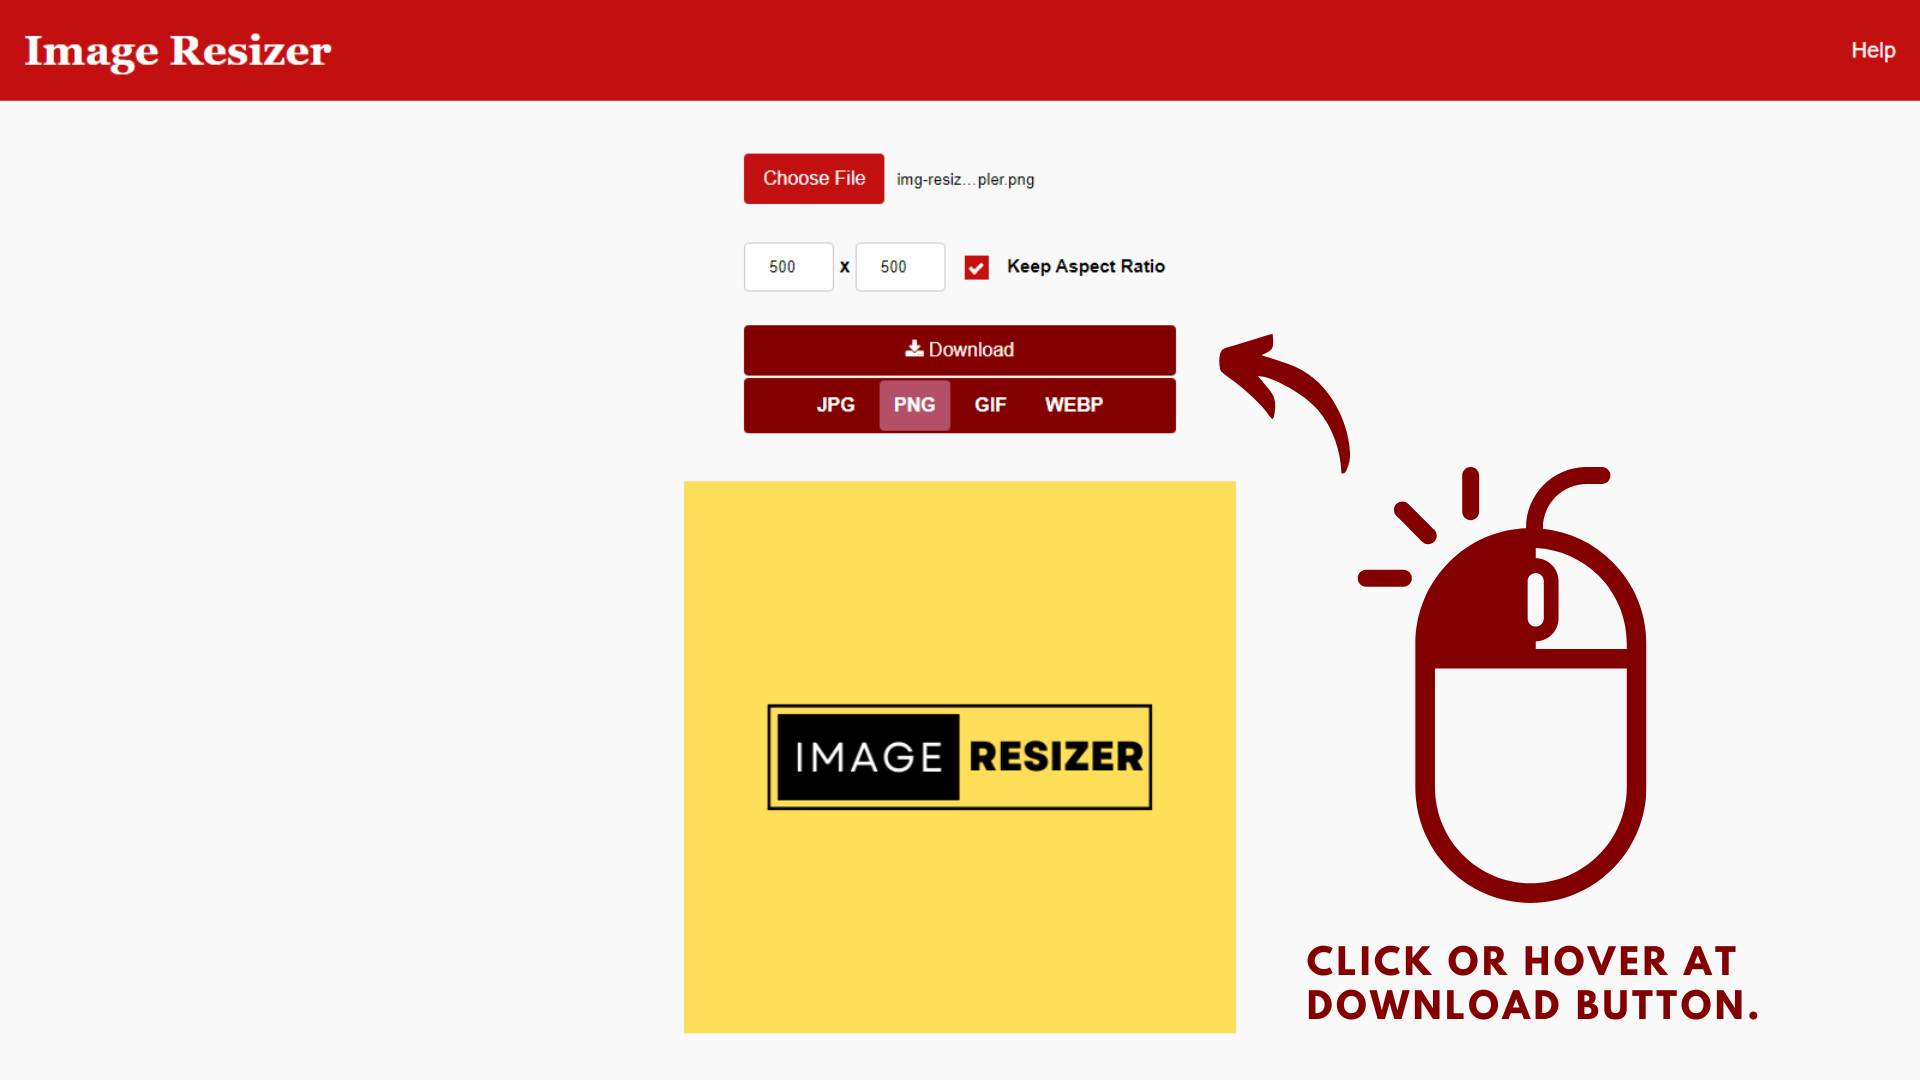 Image Resizer
Help
Choose File img-resiz...pler.png
500 x 500 Keep Aspect Ratio
Download
JPG PNG GIF WEBP
IMAGE RESIZER
CLICK OR HOVER AT
DOWNLOAD BUTTON.